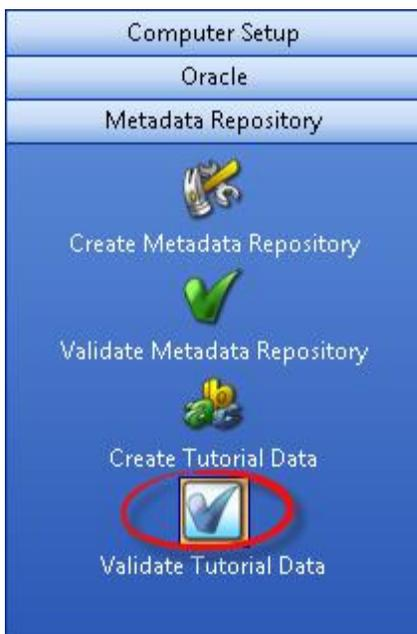 Computer Setup
Oracle
Metadata Repository
Create Metadata Repository
Validate Metadata Repository
Create Tutorial Data
Validate Tutorial Data